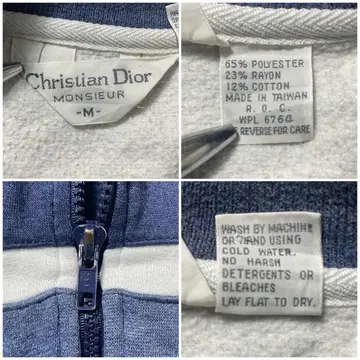 Christian Dior
MONSIEUR
-M-
65% POLYESTER
23% RAYON
12% COTTON
MADE IN TAIWAN
R. O. C.
WPL 6764
REVERSE FOR CARE
WASH BY MACHINE
OR HAND USING
COLD WATER.
NO HARSH
DETERGENTS OR
BLEACHES
LAY FLAT TO DRY.